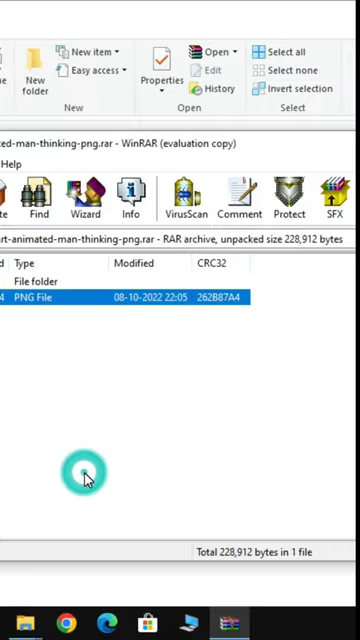 New item
Easy access
New
folder
New
Properties
Open
Edit
History
Open
Select all
Select none
Invert selection
Select
ed-man-thinking-png.rar - WinRAR (evaluation copy)
Help
Find
Wizard
Info
VirusScan
Comment
Protect
SFX
rt-animated-man-thinking-png.rar - RAR archive, unpacked size 228,912 bytes
Type
Modified
CRC32
File folder
4
PNG File
08-10-2022 22:05
262B87A4
Total 228,912 bytes in 1 file